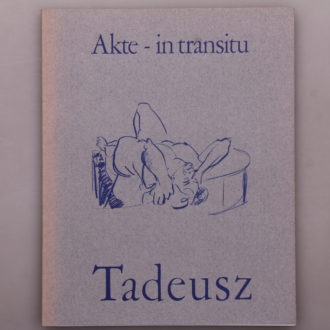 Akte - in transitu
Tadeusz